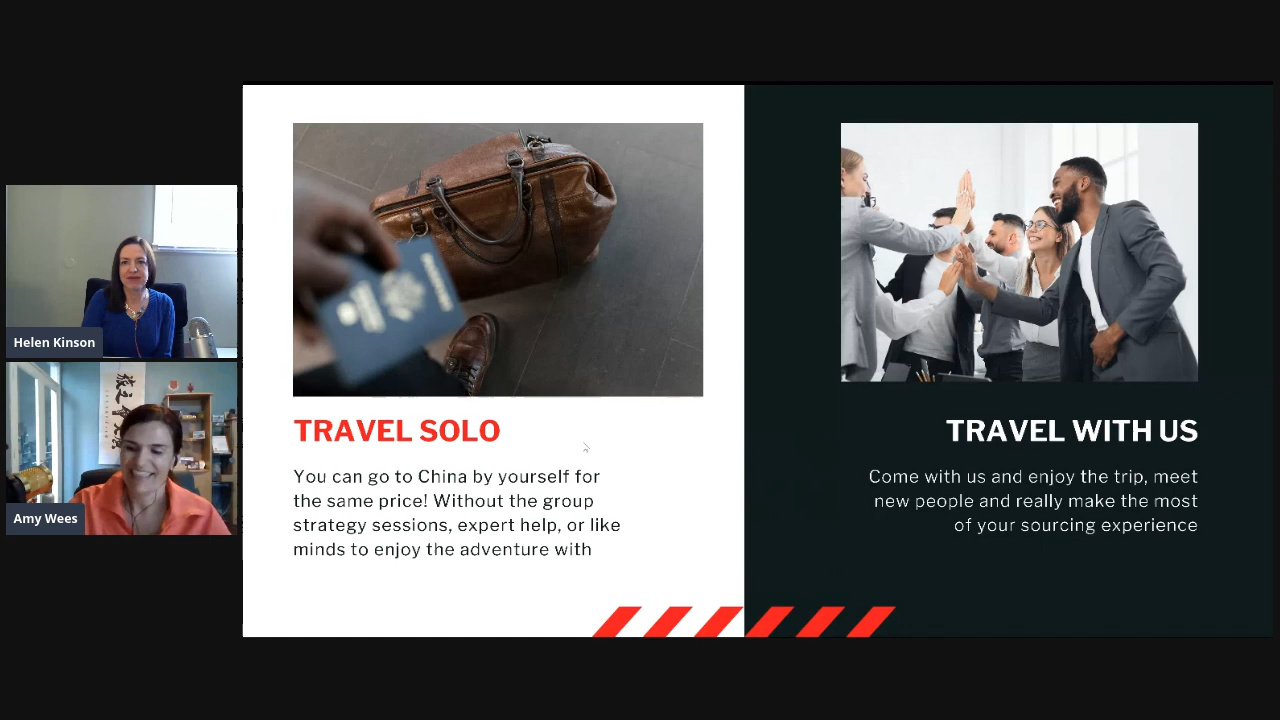 Helen Kinson
Amy Wees
TRAVEL SOLO
You can go to China by yourself for
the same price! Without the group
strategy sessions, expert help, or like
minds to enjoy the adventure with
TRAVEL WITH US
Come with us and enjoy the trip, meet
new people and really make the most
of your sourcing experience